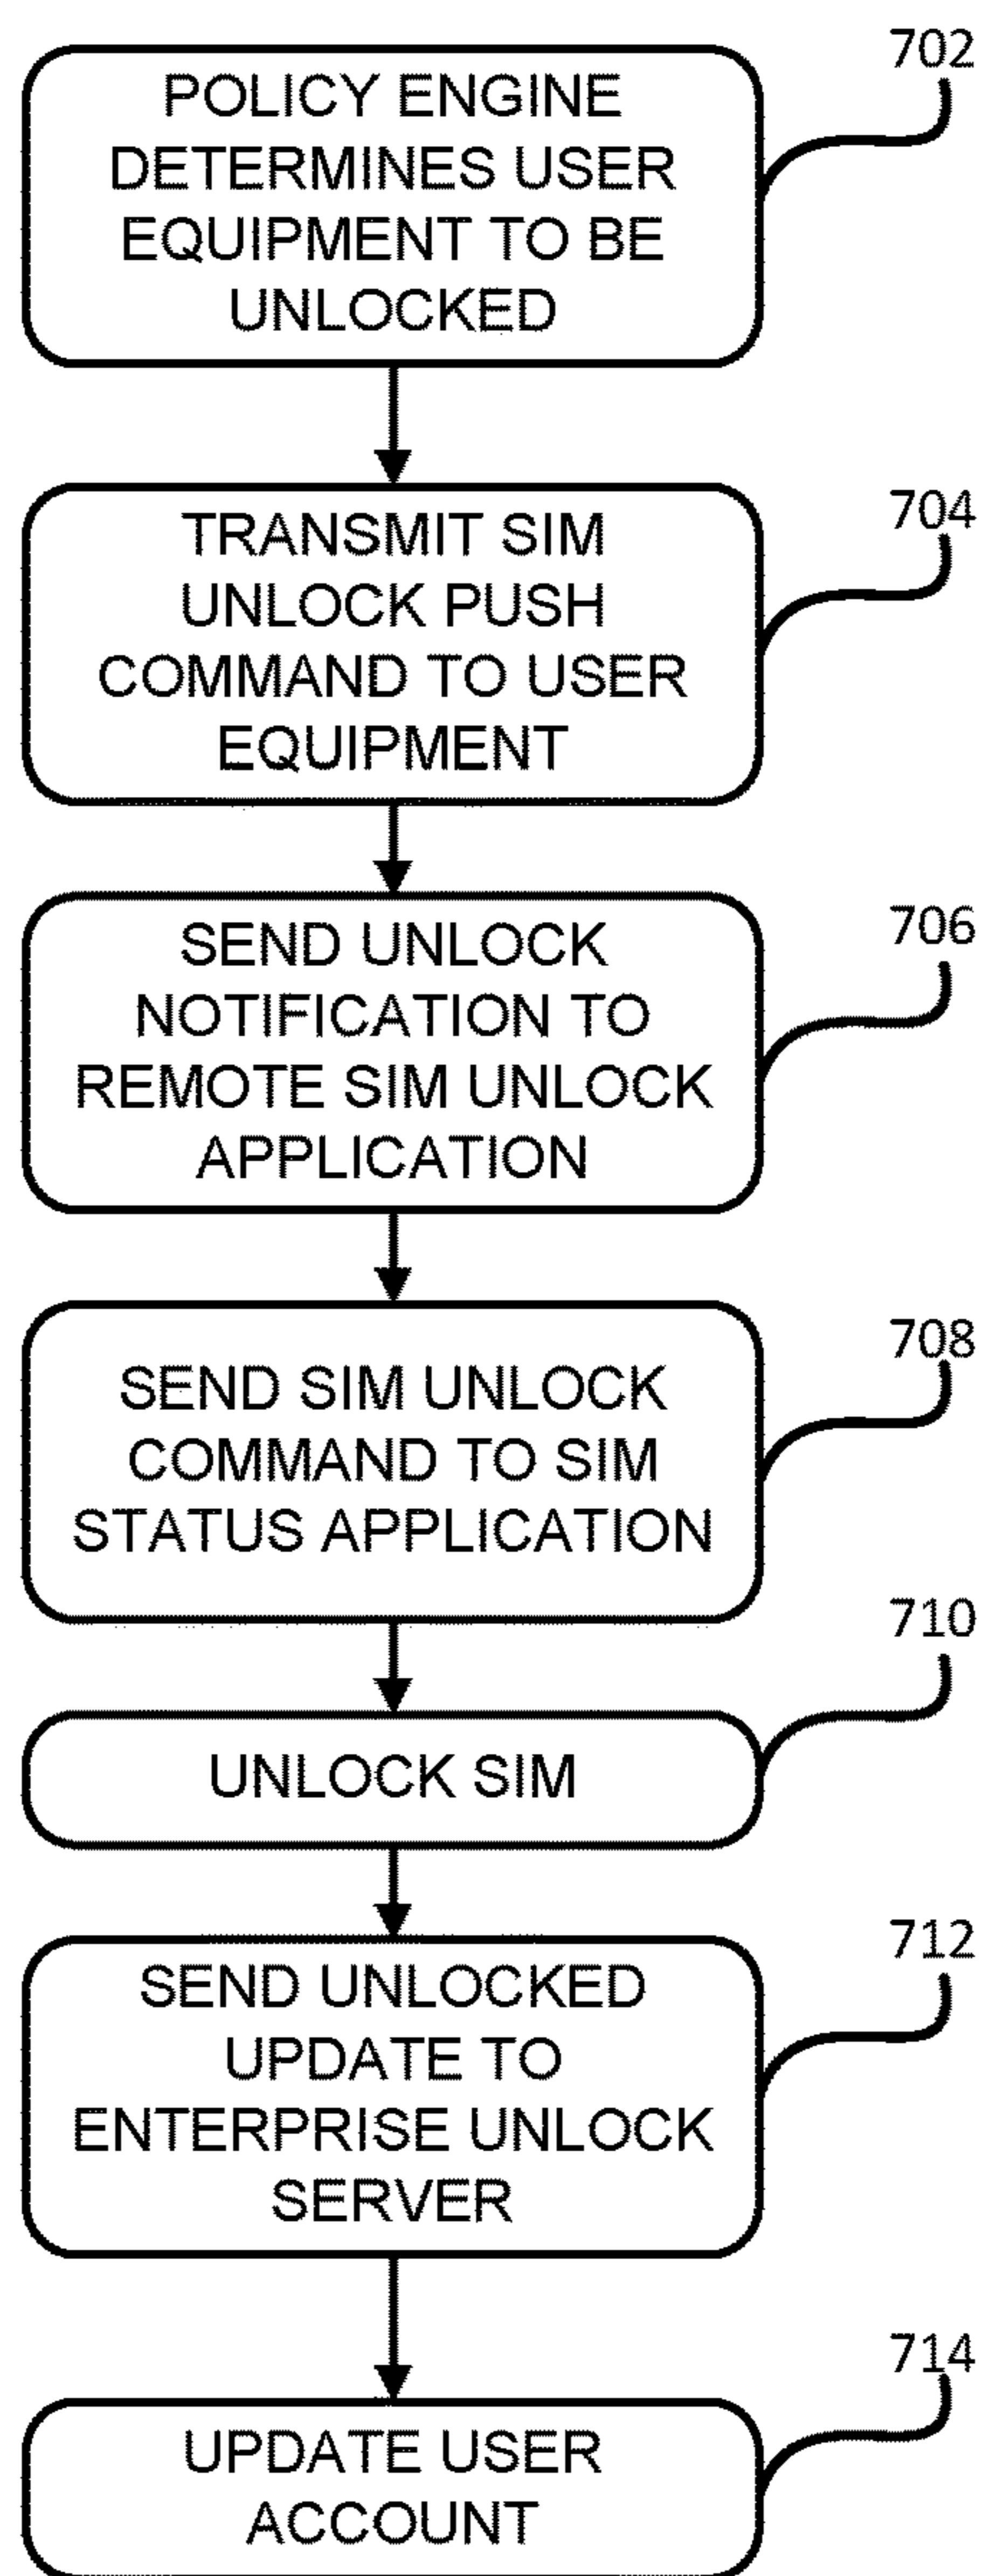 702
POLICY ENGINE
DETERMINES USER
EQUIPMENT TO BE
UNLOCKED
704
TRANSMIT SIM
UNLOCK PUSH
COMMAND TO USER
EQUIPMENT
706
SEND UNLOCK
NOTIFICATION TO
REMOTE SIM UNLOCK
APPLICATION
708
SEND SIM UNLOCK
COMMAND TO SIM
STATUS APPLICATION
710
UNLOCK SIM
712
SEND UNLOCKED
UPDATE TO
ENTERPRISE UNLOCK
SERVER
714
UPDATE USER
ACCOUNT